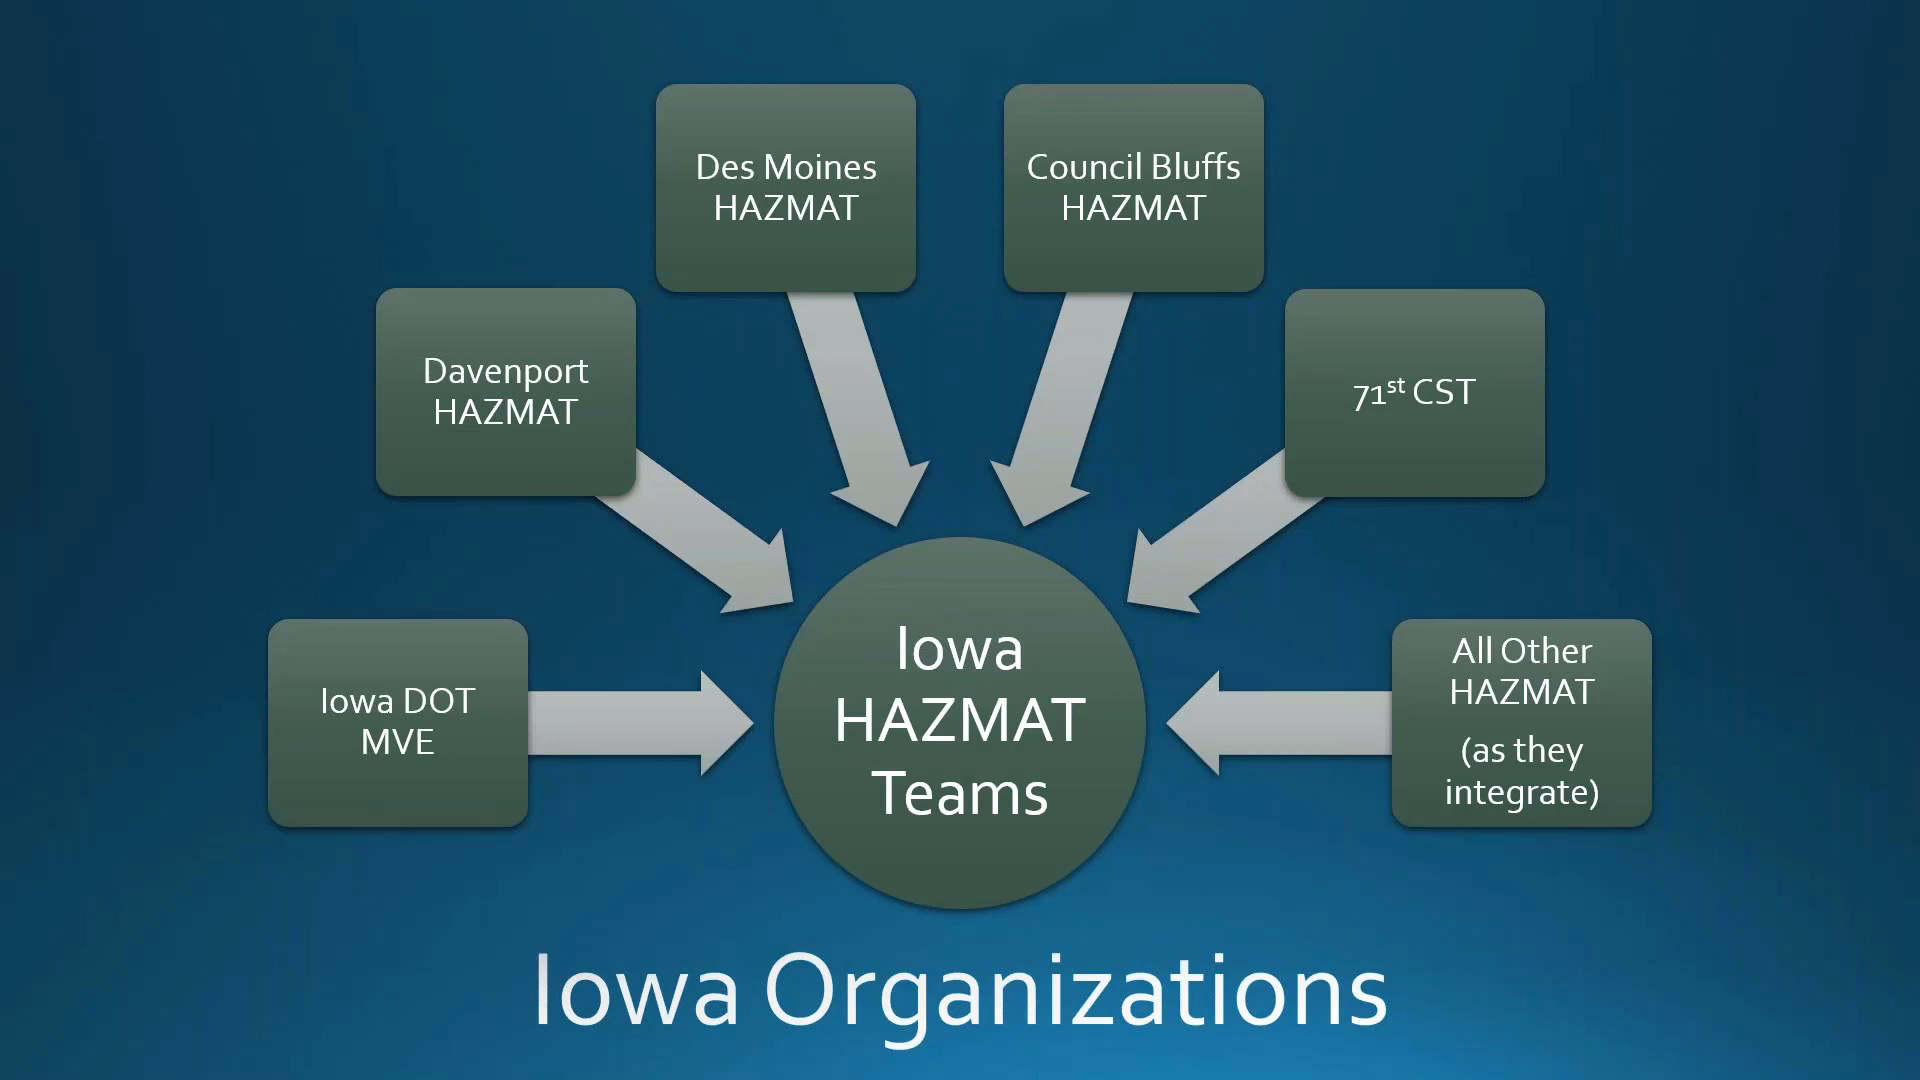 Des Moines
HAZMAT
Council Bluffs
HAZMAT
Davenport
HAZMAT
71st CST
Iowa DOT
MVE
Iowa
HAZMAT
Teams
All Other
HAZMAT
(as they
integrate)
Iowa Organizations